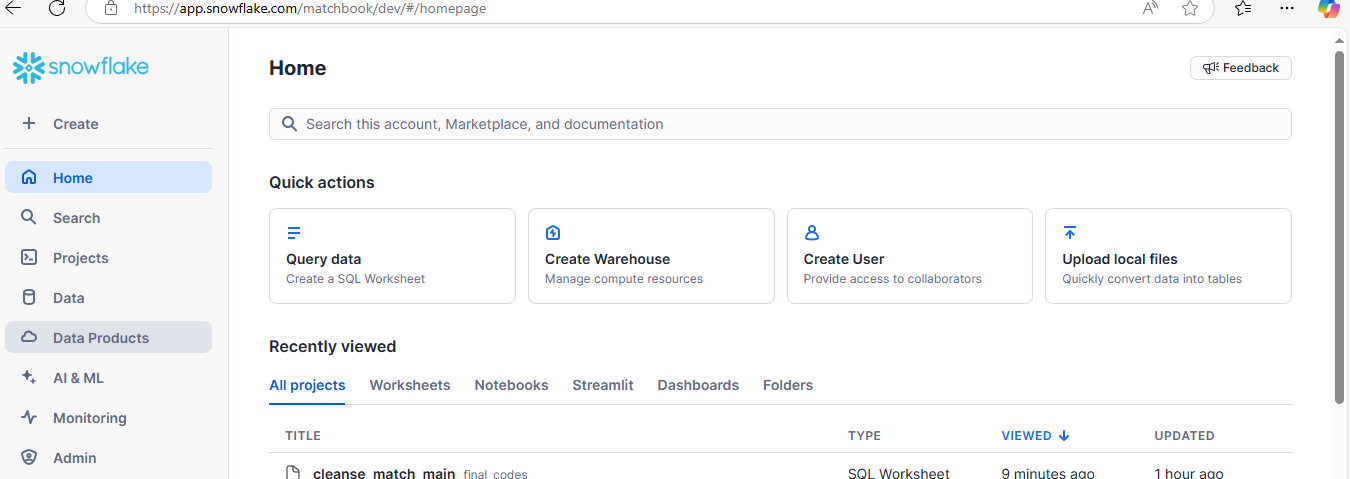 https://app.snowflake.com/matchbook/dev/#/homepage
snowflake
Home
Feedback
Create
Search this account, Marketplace, and documentation
Home
Quick actions
Search
Projects
Query data
Create a SQL Worksheet
Create Warehouse
Manage compute resources
Create User
Provide access to collaborators
Upload local files
Quickly convert data into tables
Data
Data Products
Recently viewed
AI & ML
All projects Worksheets Notebooks Streamlit Dashboards Folders
Monitoring
TITLE TYPE VIEWED UPDATED
Admin
cleanse_match_main final_codes SQL Worksheet 9 minutes ago 1 hour ago